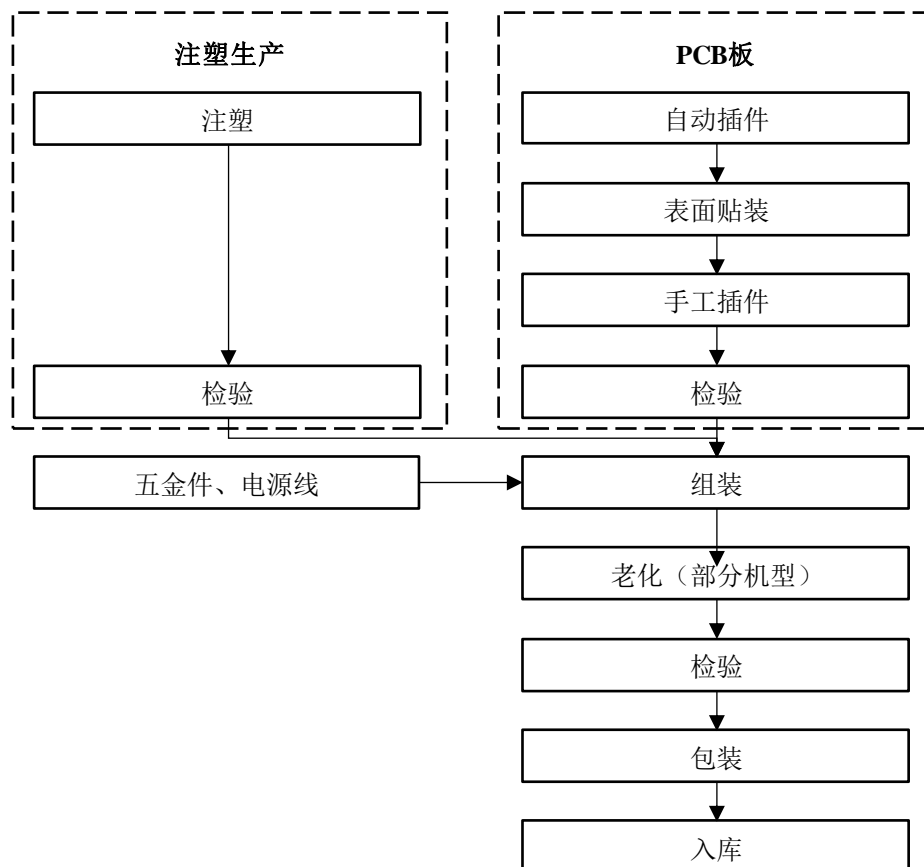 注塑生产
注塑
检验
PCB板
自动插件
表面贴装
手工插件
检验
五金件、电源线
组装
老化（部分机型）
检验
包装
入库